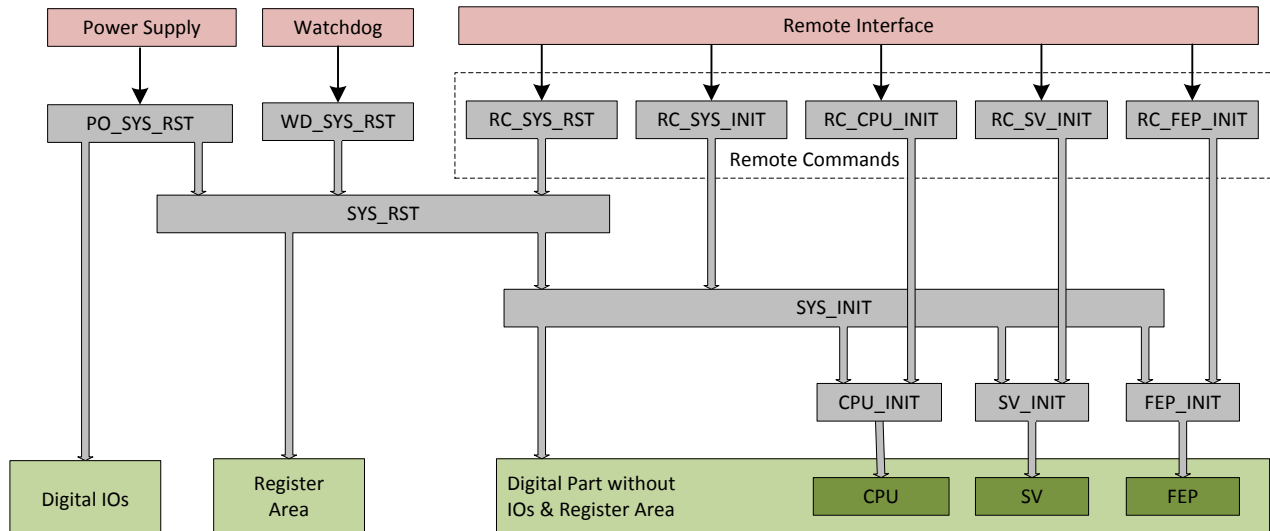 Power Supply
Watchdog
Remote Interface
PO_SYS_RST
WD_SYS_RST
RC_SYS_RST
RC_SYS_INIT
RC_CPU_INIT
RC_SV_INIT
RC_FEP_INIT
Remote Commands
SYS_RST
SYS_INIT
CPU_INIT
SV_INIT
FEP_INIT
Digital IOs
Register
Area
Digital Part without
IOs & Register Area
CPU
SV
FEP